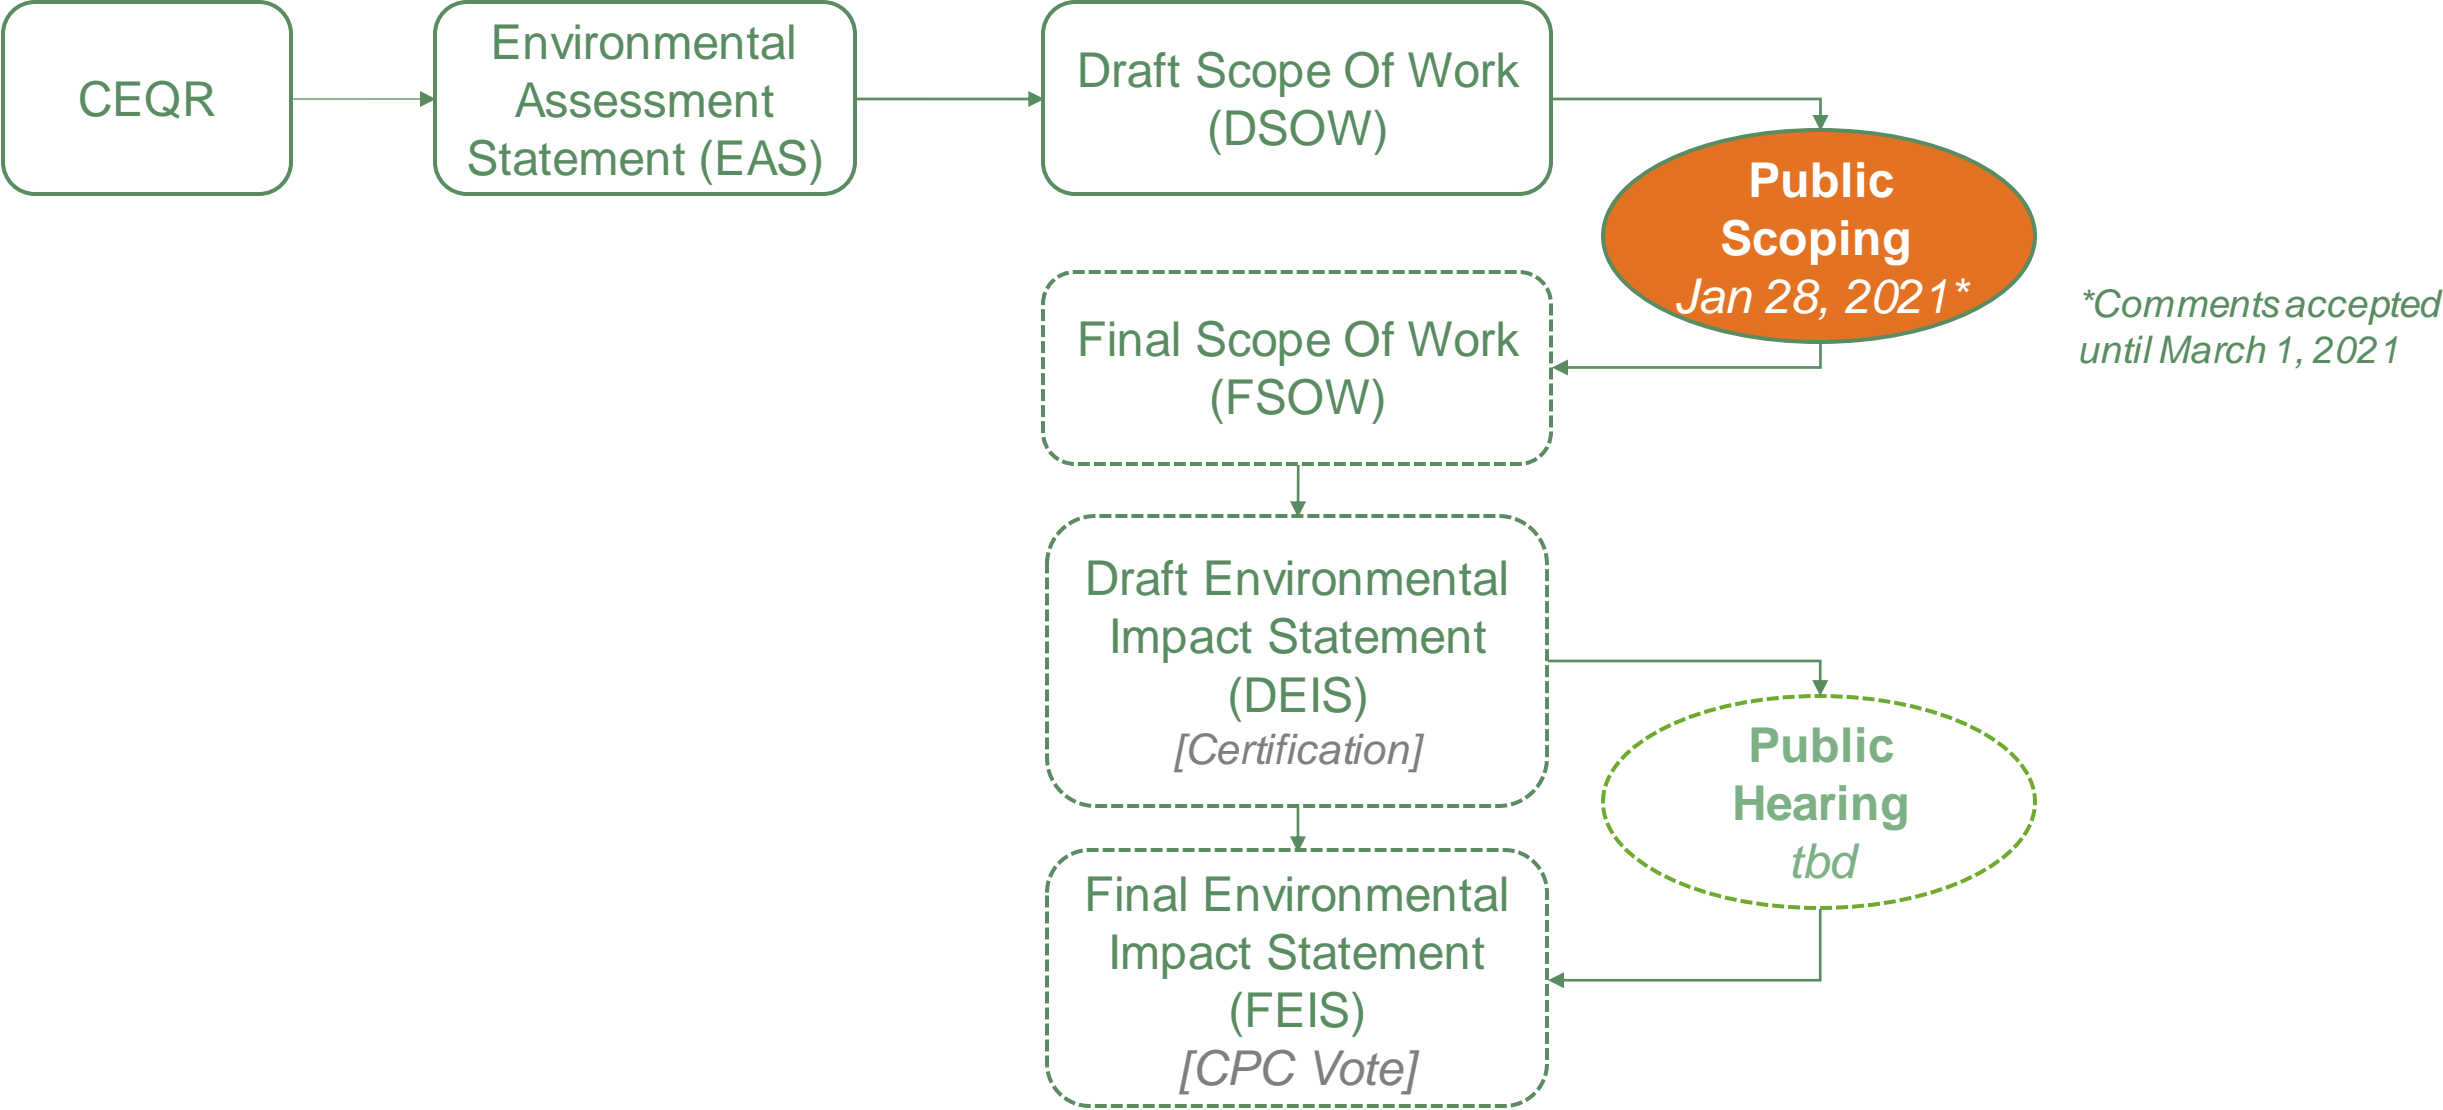 CEQR
Environmental
Assessment
Statement (EAS)
Draft Scope Of Work
(DSOW)
Public
Scoping
Jan 28, 2021*
*Comments accepted
until March 1, 2021
Final Scope Of Work
(FSOW)
Draft Environmental
Impact Statement
(DEIS)
[Certification]
Public
Hearing
tbd
Final Environmental
Impact Statement
(FEIS)
[CPC Vote]